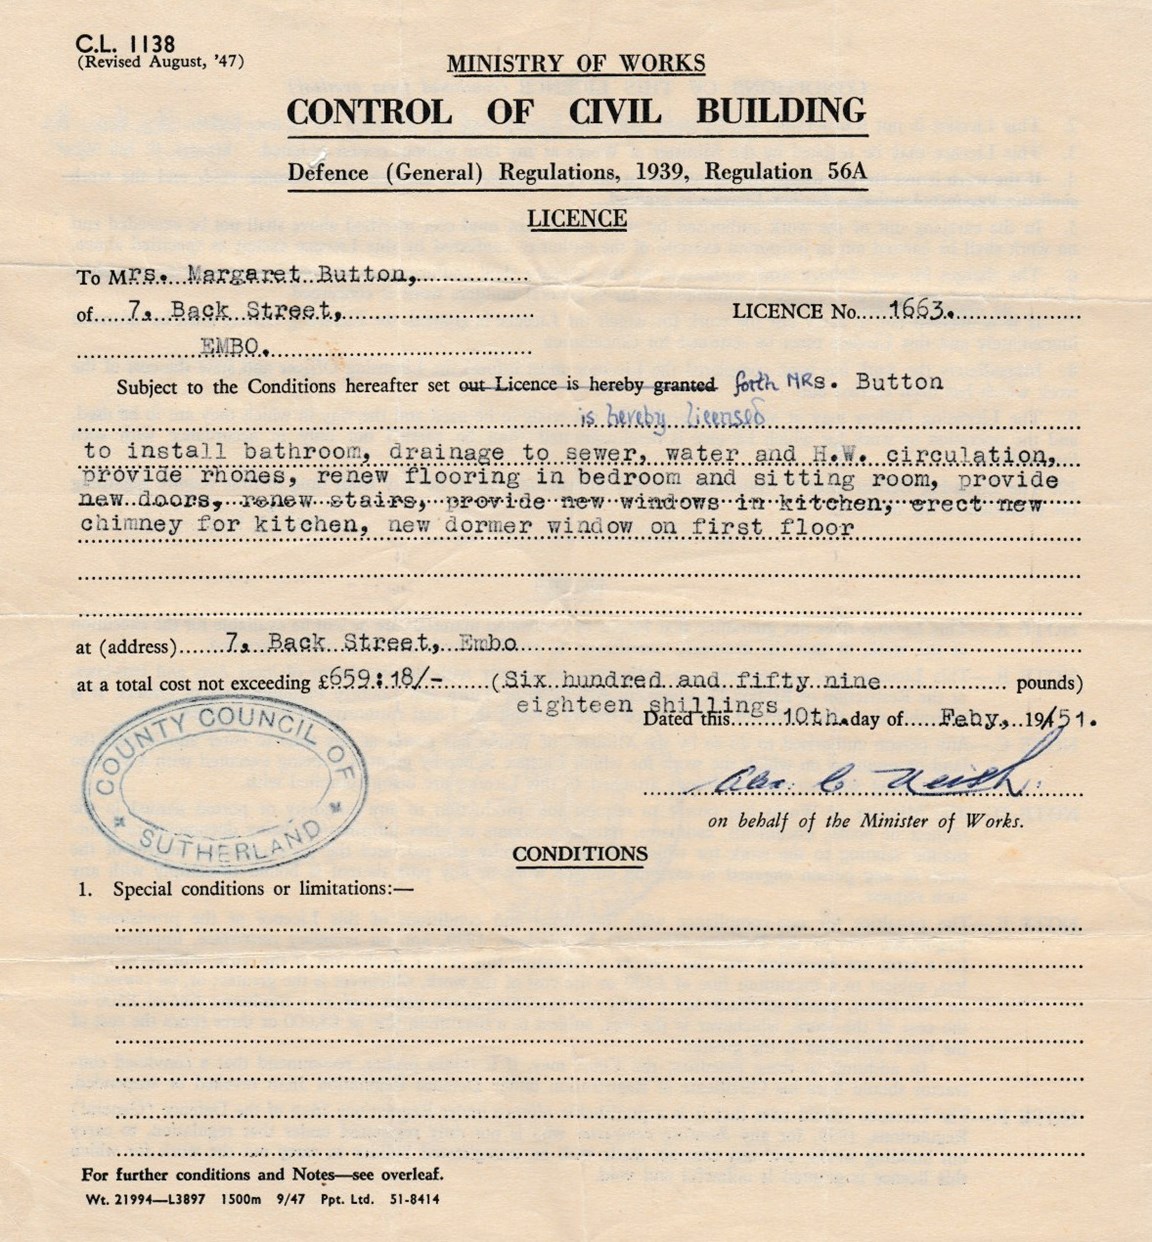 C.L. 1138
(Revised August, '47)
MINISTRY OF WORKS
CONTROL OF CIVIL BUILDING
Defence (General) Regulations, 1939, Regulation 56A
LICENCE
To Mrs. Margaret Button,
of 7, Back Street,
LICENCE No. 1663.
EMBO.
Subject to the Conditions hereafter set out Licence is hereby granted forth MRs. Button
is hereby licensed
to install bathroom, drainage to sewer, water and H.W. circulation,
provide rhones, renew flooring in bedroom and sitting room, provide
new doors, renew stairs, provide new windows in kitchen, erect new
chimney for kitchen, new dormer window on first floor
at (address) 7, Back Street, Embo
at a total cost not exceeding £659:18/- (Six hundred and fifty nine pounds)
eighteen shillings
Dated this 10th. day of Feby., 1951.
Alex. C. Neish.
on behalf of the Minister of Works.
COUNTY COUNCIL OF
SUTHERLAND
CONDITIONS
1. Special conditions or limitations:—
For further conditions and Notes—see overleaf.
Wt. 21994—L3897 1500m 9/47 Ppt. Ltd. 51-8414